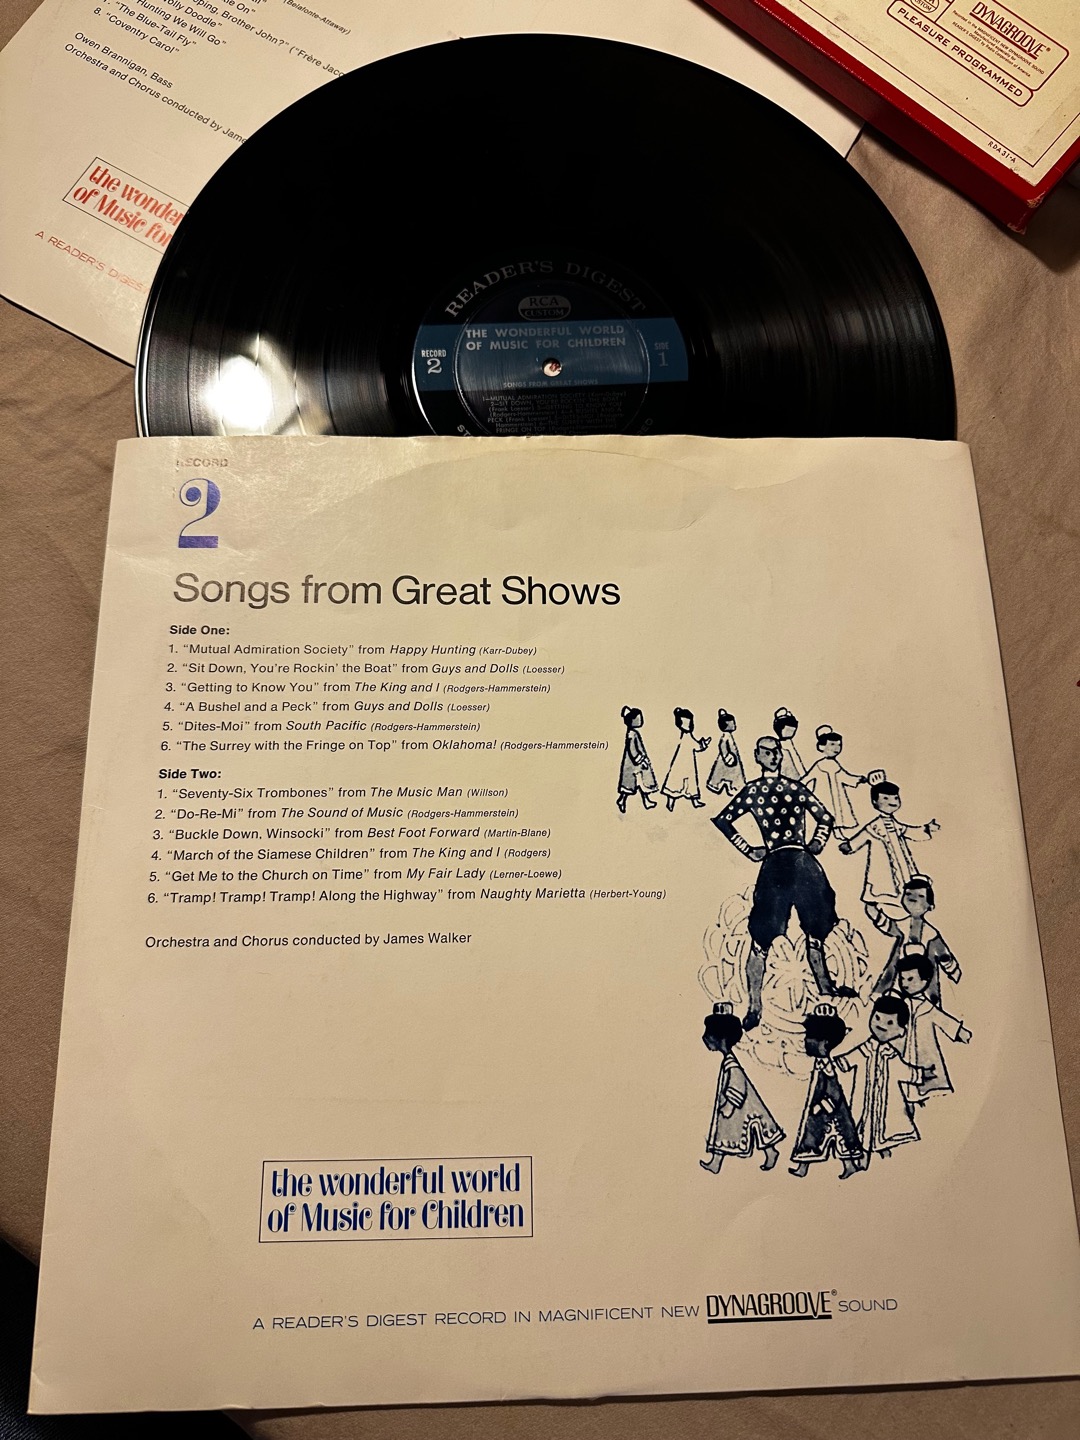 "The Blue-Tail Fly"
8. "Coventry Carol"
Owen Brannigan, Bass
Orchestra and Chorus conducted by
the wonder
of Music for
A READER'S DIGES
DYNAGROOVE®
PLEASURE PROGRAMMED
RDA 31-A
READER'S DIGEST
RCA
CUSTOM
THE WONDERFUL WORLD
OF MUSIC FOR CHILDREN
RECORD
2
SIDE
1
SONGS FROM GREAT SHOWS
RECORD
2
Songs from Great Shows
Side One:
1. “Mutual Admiration Society” from Happy Hunting (Karr-Dubey)
2. “Sit Down, You’re Rockin’ the Boat” from Guys and Dolls (Loesser)
3. “Getting to Know You” from The King and I (Rodgers-Hammerstein)
4. “A Bushel and a Peck” from Guys and Dolls (Loesser)
5. “Dites-Moi” from South Pacific (Rodgers-Hammerstein)
6. “The Surrey with the Fringe on Top” from Oklahoma! (Rodgers-Hammerstein)
Side Two:
1. “Seventy-Six Trombones” from The Music Man (Willson)
2. “Do-Re-Mi” from The Sound of Music (Rodgers-Hammerstein)
3. “Buckle Down, Winsocki” from Best Foot Forward (Martin-Blane)
4. “March of the Siamese Children” from The King and I (Rodgers)
5. “Get Me to the Church on Time” from My Fair Lady (Lerner-Loewe)
6. “Tramp! Tramp! Tramp! Along the Highway” from Naughty Marietta (Herbert-Young)
Orchestra and Chorus conducted by James Walker
the wonderful world
of Music for Children
A READER'S DIGEST RECORD IN MAGNIFICENT NEW DYNAGROOVE® SOUND